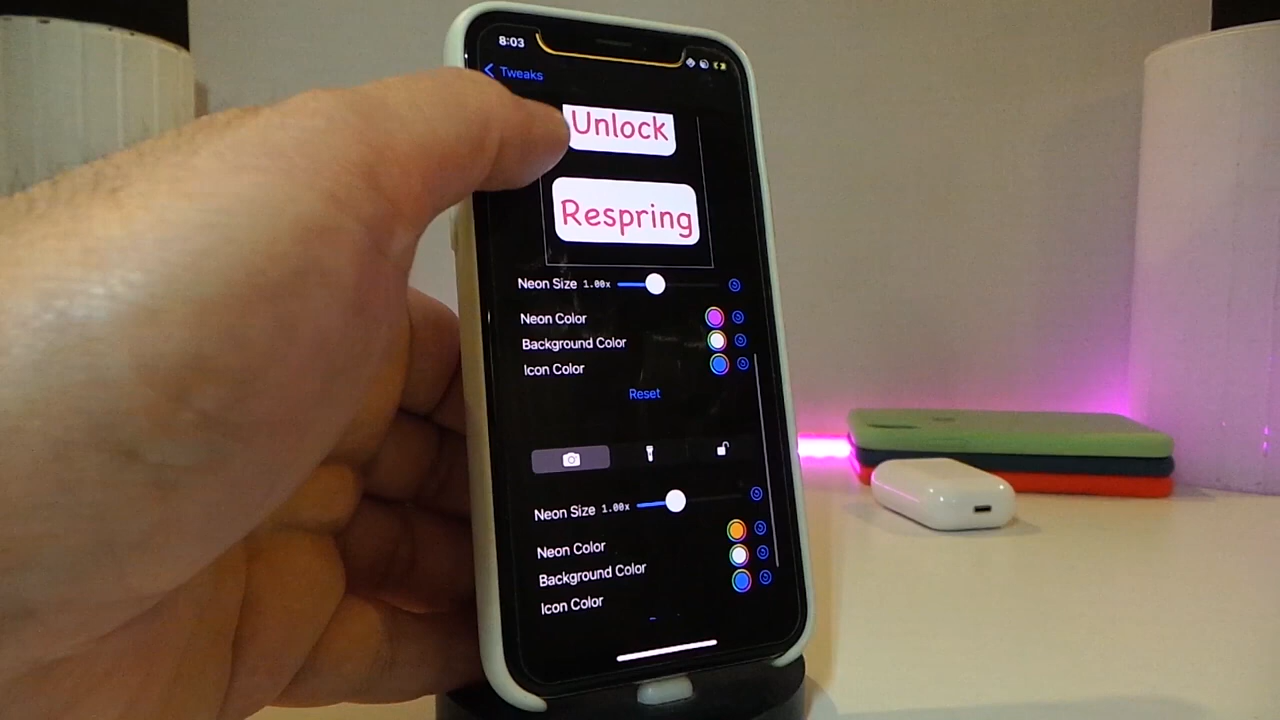 8:03
Tweaks
Unlock
Respring
Neon Size 1.00x
Neon Color
Background Color
Icon Color
Reset
Neon Size 1.00x
Neon Color
Background Color
Icon Color